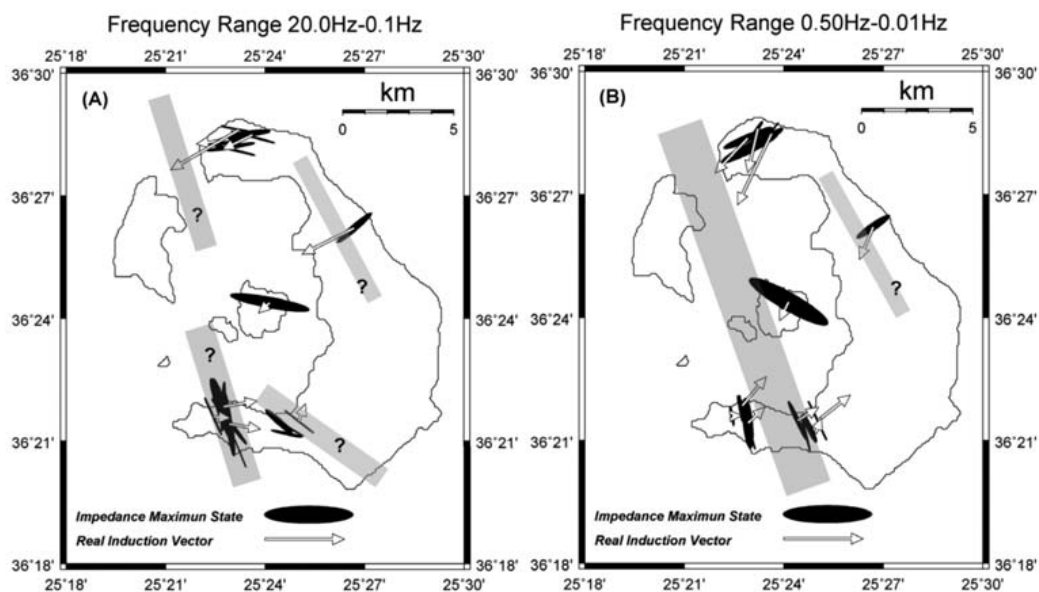 Frequency Range 20.0Hz-0.1Hz
25°18' 25°21' 25°24' 25°27' 25°30'
36°30' 36°30'
(A)
km
0 5
?
36°27' 36°27'
?
36°24' 36°24'
?
?
36°21' 36°21'
Impedance Maximun State
Real Induction Vector
36°18' 36°18'
25°18' 25°21' 25°24' 25°27' 25°30'
Frequency Range 0.50Hz-0.01Hz
25°18' 25°21' 25°24' 25°27' 25°30'
36°30' 36°30'
(B)
km
0 5
36°27' 36°27'
?
36°24' 36°24'
36°21' 36°21'
Impedance Maximun State
Real Induction Vector
36°18' 36°18'
25°18' 25°21' 25°24' 25°27' 25°30'